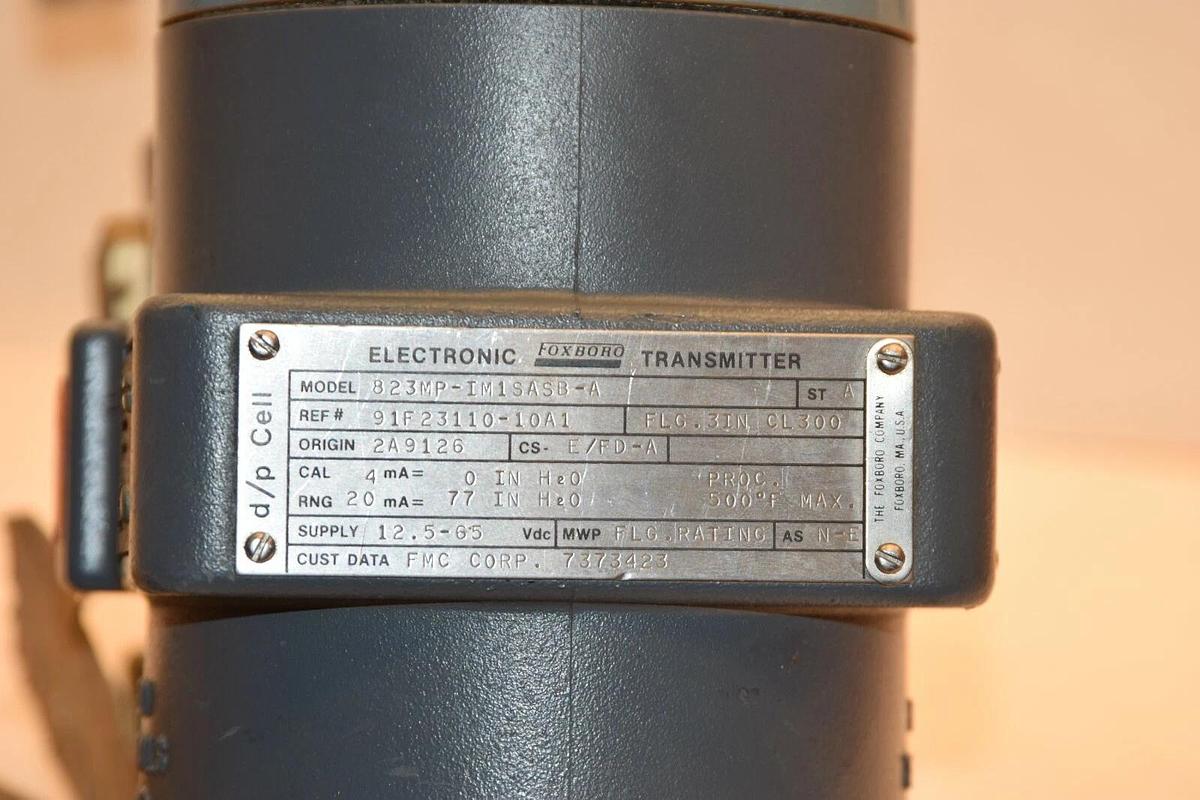 d/p Cell
ELECTRONIC FOXBORO TRANSMITTER
MODEL 823MP-IM1SASB-A ST A
REF# 91F23110-10A1 FLG.3IN CL300
ORIGIN 2A9126 CS- E/FD-A
CAL 4 mA= 0 IN H2O PROC.
RNG 20 mA= 77 IN H2O 500°F MAX.
SUPPLY 12.5-65 Vdc MWP FLG.RATING AS N-E
CUST DATA FMC CORP. 7373423
THE FOXBORO COMPANY
FOXBORO, MA., U.S.A